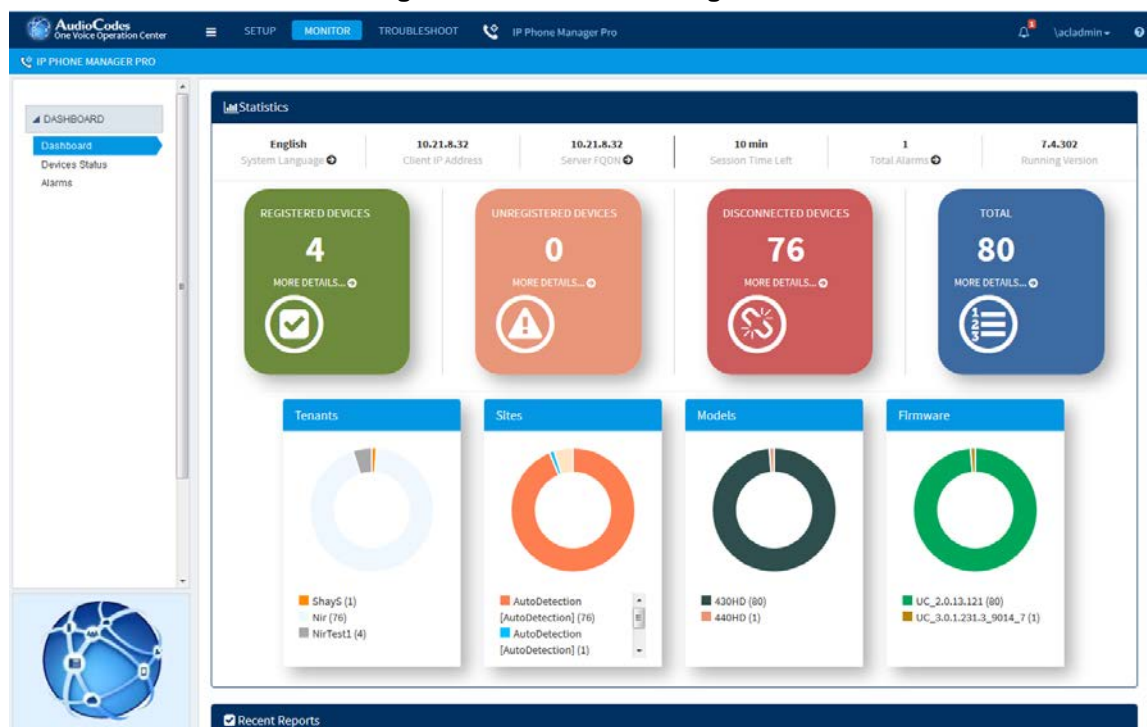 AudioCodes
One Voice Operation Center
SETUP MONITOR TROUBLESHOOT IP Phone Manager Pro
1
\acladmin
IP PHONE MANAGER PRO
DASHBOARD
Dashboard
Devices Status
Alarms
Statistics
English 10.21.8.32 10.21.8.32 10 min 1 7.4.302
System Language Client IP Address Server FQDN Session Time Left Total Alarms Running Version
REGISTERED DEVICES
4
MORE DETAILS...
UNREGISTERED DEVICES
0
MORE DETAILS...
DISCONNECTED DEVICES
76
MORE DETAILS...
TOTAL
80
MORE DETAILS...
1
2
3
Tenants
ShayS (1)
Nir (76)
NirTest1 (4)
Sites
AutoDetection
[AutoDetection] (76)
AutoDetection
[AutoDetection] (1)
Models
430HD (80)
440HD (1)
Firmware
UC_2.0.13.121 (80)
UC_3.0.1.231.3_9014_7 (1)
Recent Reports